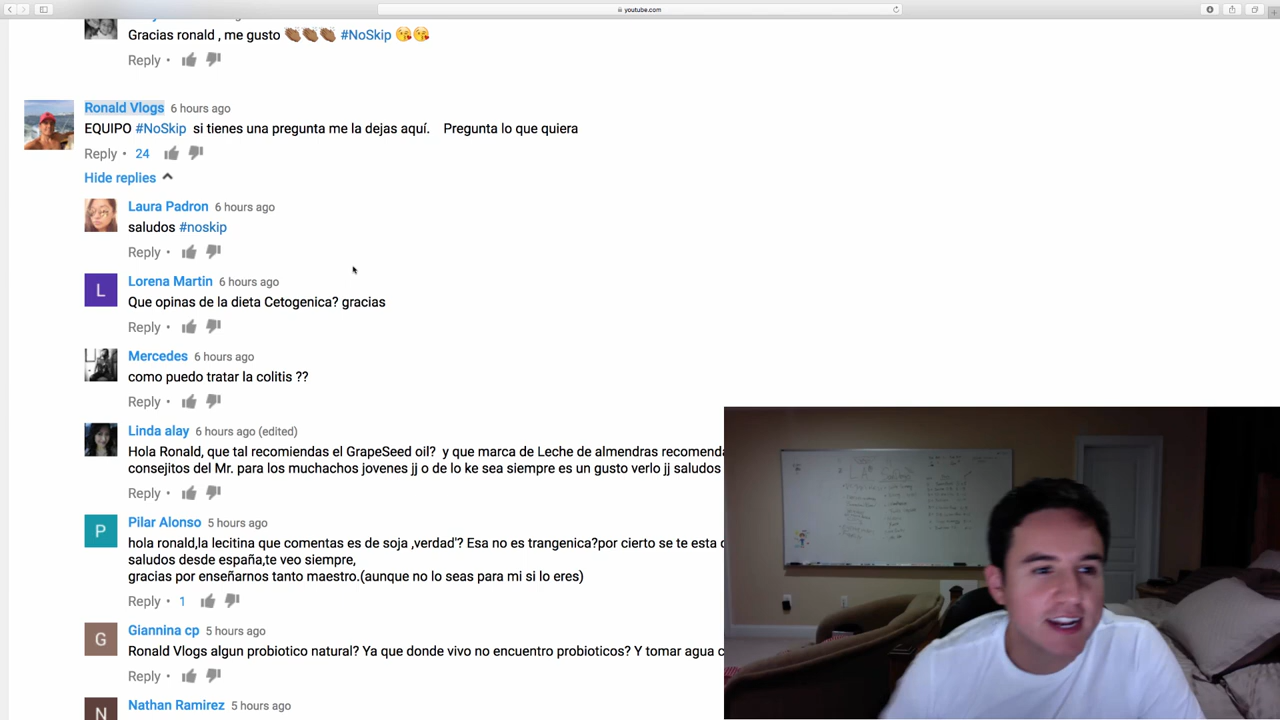 youtube.com
Gracias ronald , me gusto 👏🏾👏🏾👏🏾 #NoSkip 😘😘
Reply •
Ronald Vlogs 6 hours ago
EQUIPO #NoSkip si tienes una pregunta me la dejas aquí. Pregunta lo que quiera
Reply • 24
Hide replies
Laura Padron 6 hours ago
saludos #noskip
Reply •
L
Lorena Martin 6 hours ago
Que opinas de la dieta Cetogenica? gracias
Reply •
Mercedes 6 hours ago
como puedo tratar la colitis ??
Reply •
Linda alay 6 hours ago (edited)
Hola Ronald, que tal recomiendas el GrapeSeed oil? y que marca de Leche de almendras recomenda
consejitos del Mr. para los muchachos jovenes jj o de lo ke sea siempre es un gusto verlo jj saludos
Reply •
P
Pilar Alonso 5 hours ago
hola ronald,la lecitina que comentas es de soja ,verdad'? Esa no es trangenica?por cierto se te esta
saludos desde españa,te veo siempre,
gracias por enseñarnos tanto maestro.(aunque no lo seas para mi si lo eres)
Reply • 1
G
Giannina cp 5 hours ago
Ronald Vlogs algun probiotico natural? Ya que donde vivo no encuentro probioticos? Y tomar agua
Reply •
N
Nathan Ramirez 5 hours ago